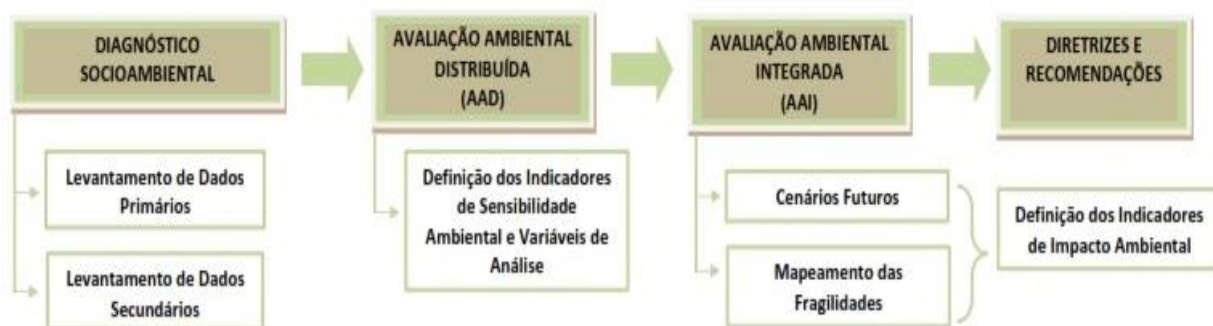 DIAGNÓSTICO
SOCIOAMBIENTAL
AVALIAÇÃO AMBIENTAL
DISTRIBUÍDA
(AAD)
AVALIAÇÃO AMBIENTAL
INTEGRADA
(AAI)
DIRETRIZES E
RECOMENDAÇÕES
Levantamento de Dados
Primários
Levantamento de Dados
Secundários
Definição dos Indicadores
de Sensibilidade
Ambiental e Variáveis de
Análise
Cenários Futuros
Mapeamento das
Fragilidades
Definição dos Indicadores
de Impacto Ambiental